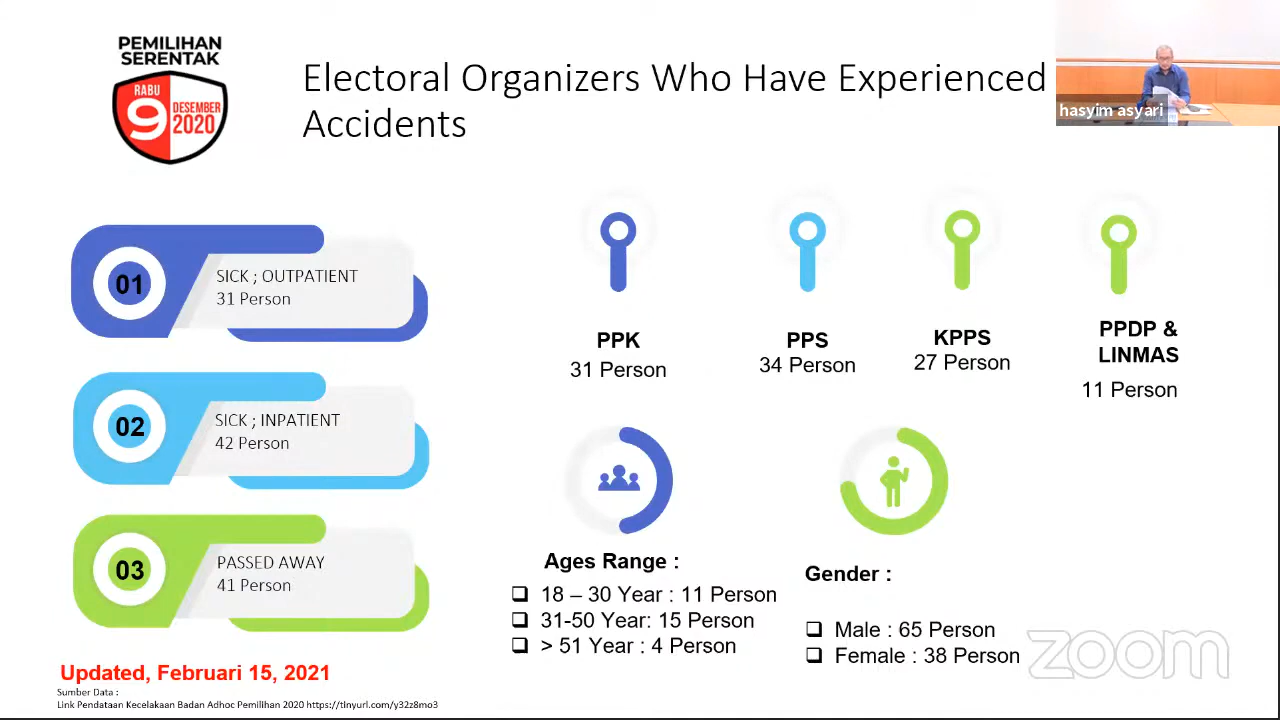 PEMILIHAN
SERENTAK
RABU
9
DESEMBER
2020
Electoral Organizers Who Have Experienced
Accidents
hasyim asyari
01
SICK ; OUTPATIENT
31 Person
02
SICK ; INPATIENT
42 Person
03
PASSED AWAY
41 Person
PPK
31 Person
PPS
34 Person
KPPS
27 Person
PPDP &
LINMAS
11 Person
Ages Range :
18 – 30 Year : 11 Person
31-50 Year: 15 Person
> 51 Year : 4 Person
Gender :
Male : 65 Person
Female : 38 Person
zoom
Updated, Februari 15, 2021
Sumber Data :
Link Pendataan Kecelakaan Badan Adhoc Pemilihan 2020 https://tinyurl.com/y32z8mo3